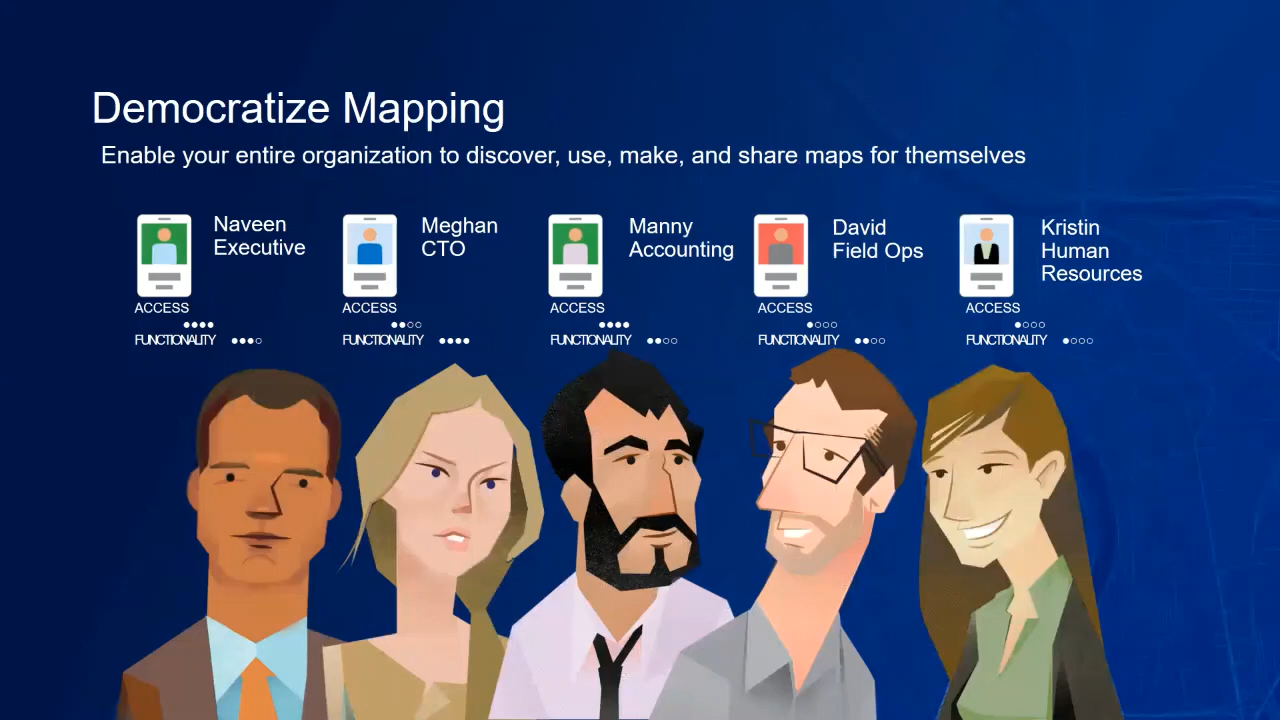 Democratize Mapping
Enable your entire organization to discover, use, make, and share maps for themselves
Naveen
Executive
ACCESS
FUNCTIONALITY
Meghan
CTO
ACCESS
FUNCTIONALITY
Manny
Accounting
ACCESS
FUNCTIONALITY
David
Field Ops
ACCESS
FUNCTIONALITY
Kristin
Human
Resources
ACCESS
FUNCTIONALITY